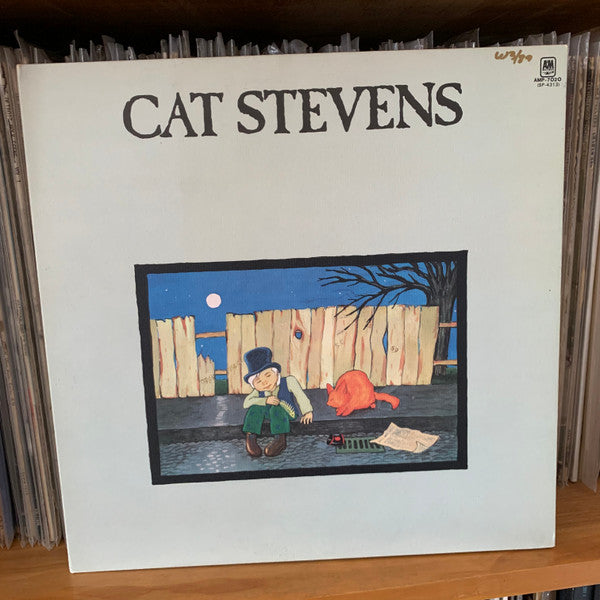 CAT STEVENS
A&M
AMP-7020
(SP-4313)